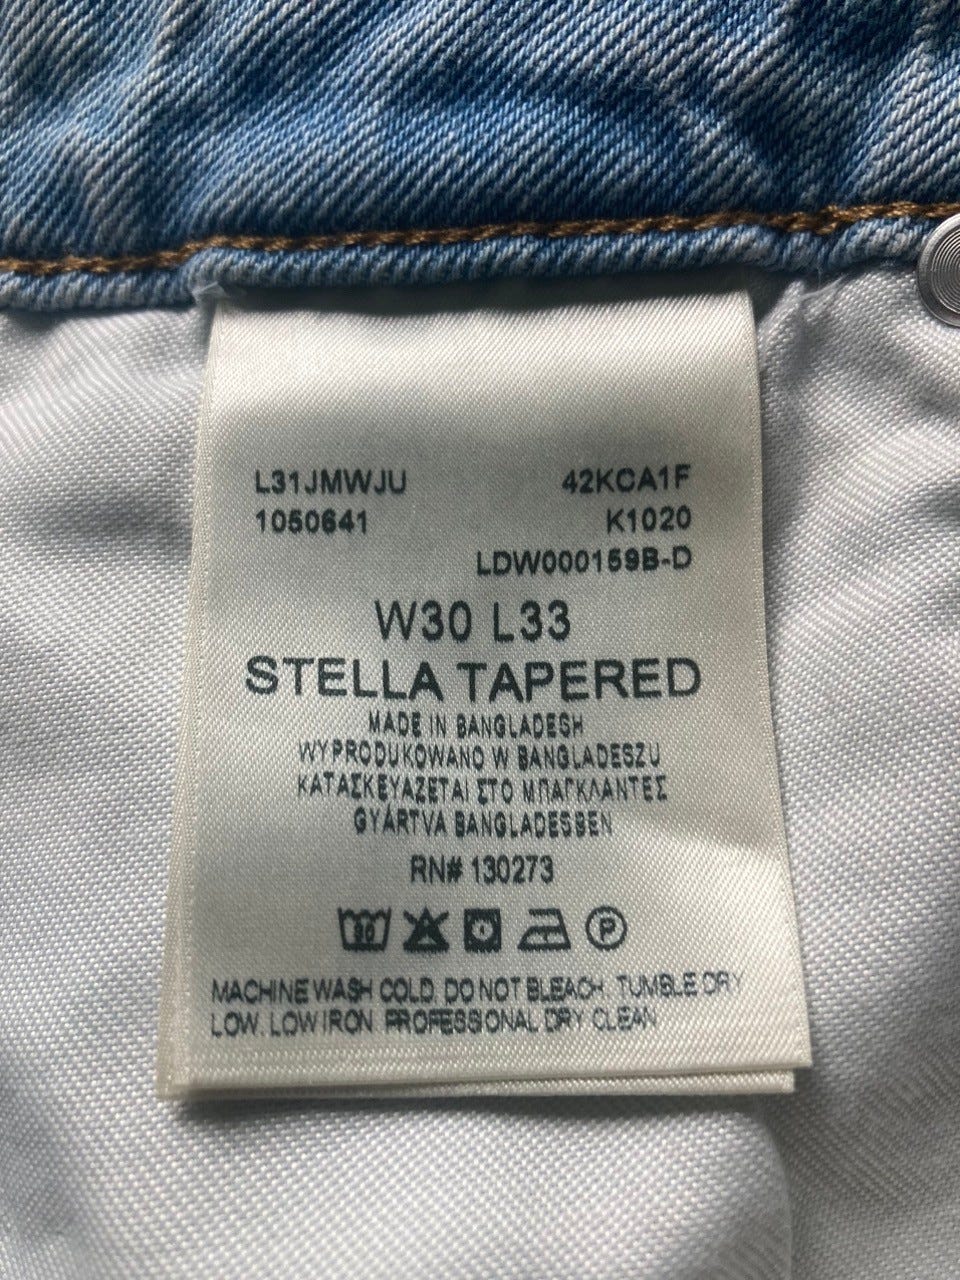 L31JMWJU 42KCA1F
1050641 K1020
LDW000159B-D
W30 L33
STELLA TAPERED
MADE IN BANGLADESH
WYPRODUKOWANO W BANGLADESZU
ΚΑΤΑΣΚΕΥΑΖΕΤΑΙ ΣΤΟ ΜΠΑΓΚΛΑΝΤΕΣ
GYÁRTVA BANGLADESBEN
RN# 130273
30 P
MACHINE WASH COLD. DO NOT BLEACH. TUMBLE DRY
LOW. LOW IRON. PROFESSIONAL DRY CLEAN